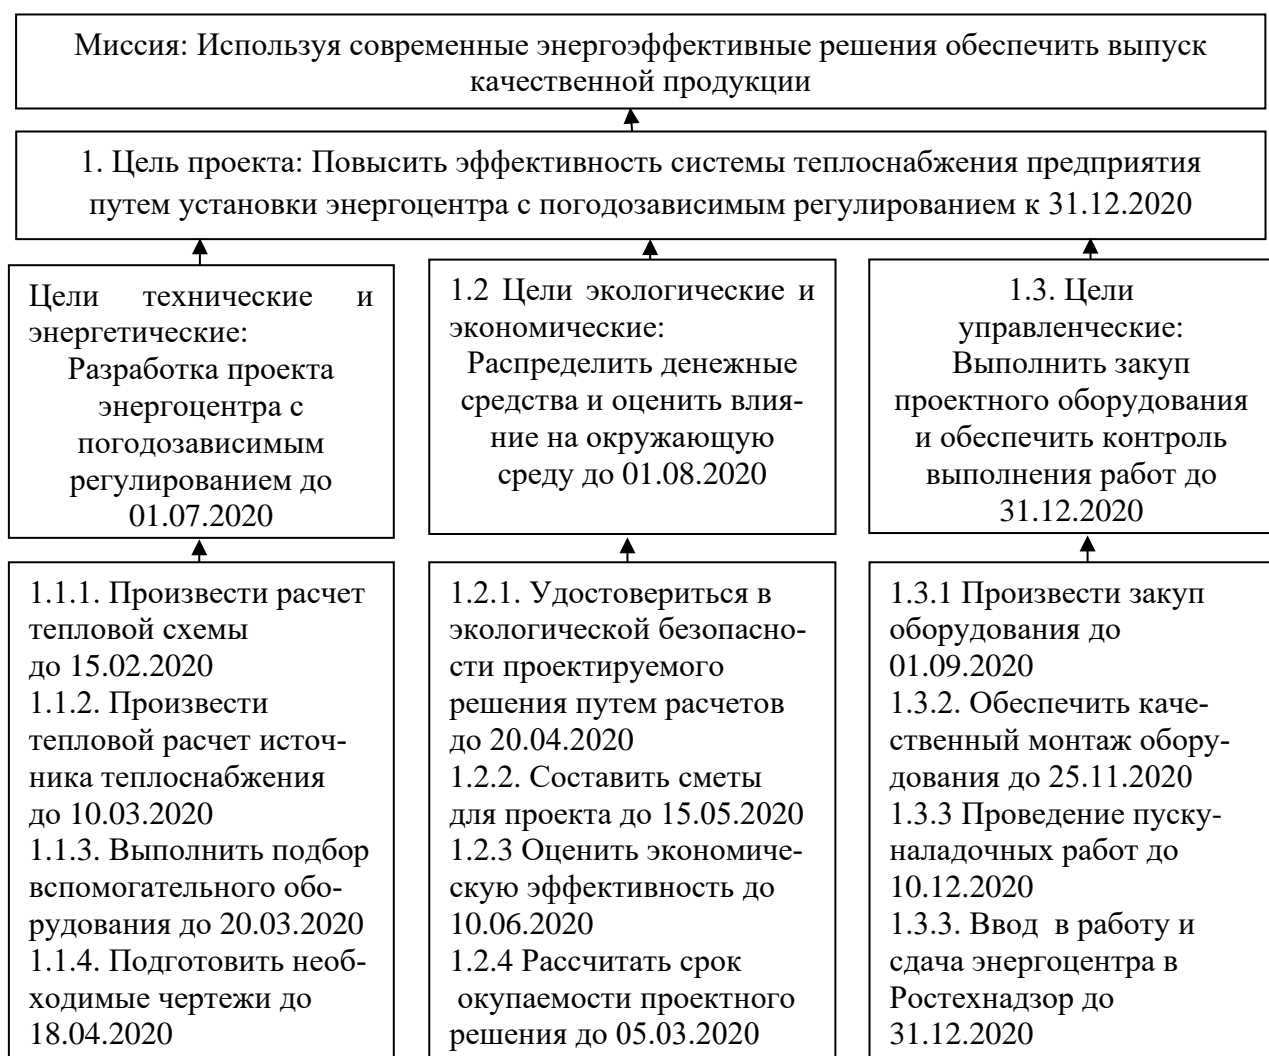 Миссия: Используя современные энергоэффективные решения обеспечить выпуск
качественной продукции
1. Цель проекта: Повысить эффективность системы теплоснабжения предприятия
путем установки энергоцентра с погодозависимым регулированием к 31.12.2020
Цели технические и
энергетические:
Разработка проекта
энергоцентра с
погодозависимым
регулированием до
01.07.2020
1.2 Цели экологические и
экономические:
Распределить денежные
средства и оценить влия-
ние на окружающую
среду до 01.08.2020
1.3. Цели
управленческие:
Выполнить закуп
проектного оборудования
и обеспечить контроль
выполнения работ до
31.12.2020
1.1.1. Произвести расчет
тепловой схемы
до 15.02.2020
1.1.2. Произвести
тепловой расчет источ-
ника теплоснабжения
до 10.03.2020
1.1.3. Выполнить подбор
вспомогательного обо-
рудования до 20.03.2020
1.1.4. Подготовить необ-
ходимые чертежи до
18.04.2020
1.2.1. Удостовериться в
экологической безопасно-
сти проектируемого
решения путем расчетов
до 20.04.2020
1.2.2. Составить сметы
для проекта до 15.05.2020
1.2.3 Оценить экономиче-
скую эффективность до
10.06.2020
1.2.4 Рассчитать срок
окупаемости проектного
решения до 05.03.2020
1.3.1 Произвести закуп
оборудования до
01.09.2020
1.3.2. Обеспечить каче-
ственный монтаж обору-
дования до 25.11.2020
1.3.3 Проведение пуску-
наладочных работ до
10.12.2020
1.3.3. Ввод в работу и
сдача энергоцентра в
Ростехнадзор до
31.12.2020